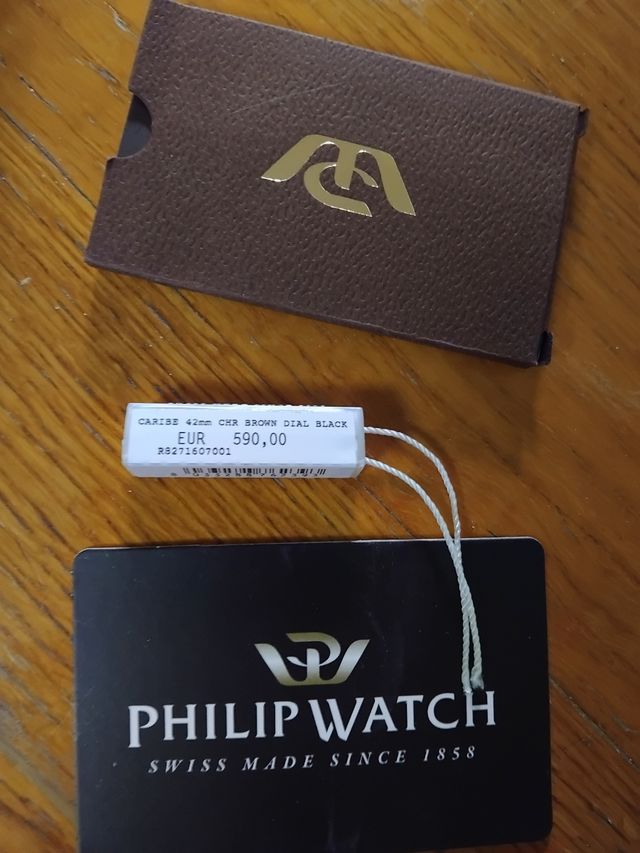 CARIBE 42mm CHR BROWN DIAL BLACK
EUR 590,00
R8271607001
PHILIP WATCH
SWISS MADE SINCE 1858